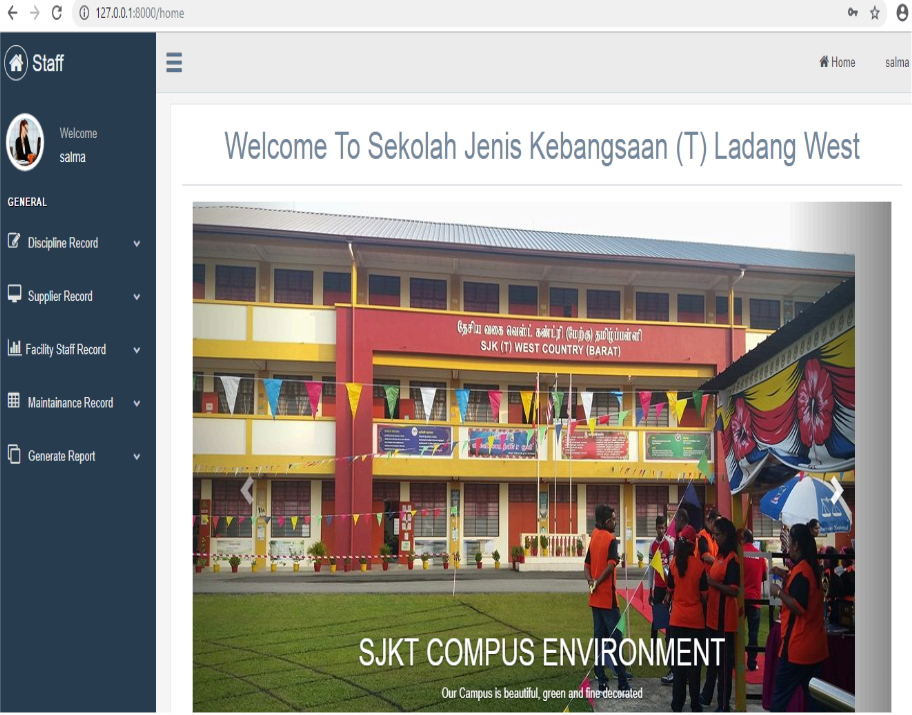 127.0.0.1:8000/home
Staff
Home
salma
Welcome
salma
GENERAL
Discipline Record
Supplier Record
Facility Staff Record
Maintainance Record
Generate Report
Welcome To Sekolah Jenis Kebangsaan (T) Ladang West
தேசிய வகை வெஸ்ட் கண்ட்ரி (மேற்கு) தமிழ்ப்பள்ளி
SJK (T) WEST COUNTRY (BARAT)
SJKT COMPUS ENVIRONMENT
Our Campus is beautiful, green and fine decorated